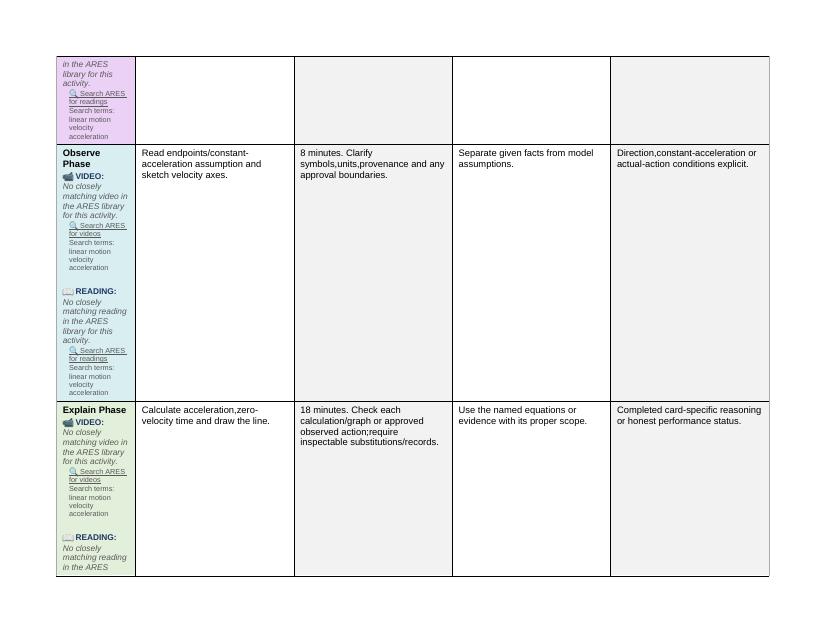 in the ARES
library for this
activity.
🔍 Search ARES
for readings
Search terms:
linear motion
velocity
acceleration
Observe
Phase
📹 VIDEO:
No closely
matching video in
the ARES library
for this activity.
🔍 Search ARES
for videos
Search terms:
linear motion
velocity
acceleration
📖 READING:
No closely
matching reading
in the ARES
library for this
activity.
🔍 Search ARES
for readings
Search terms:
linear motion
velocity
acceleration
Read endpoints/constant-
acceleration assumption and
sketch velocity axes.
8 minutes. Clarify
symbols,units,provenance and any
approval boundaries.
Separate given facts from model
assumptions.
Direction,constant-acceleration or
actual-action conditions explicit.
Explain Phase
📹 VIDEO:
No closely
matching video in
the ARES library
for this activity.
🔍 Search ARES
for videos
Search terms:
linear motion
velocity
acceleration
📖 READING:
No closely
matching reading
in the ARES
Calculate acceleration,zero-
velocity time and draw the line.
18 minutes. Check each
calculation/graph or approved
observed action;require
inspectable substitutions/records.
Use the named equations or
evidence with its proper scope.
Completed card-specific reasoning
or honest performance status.